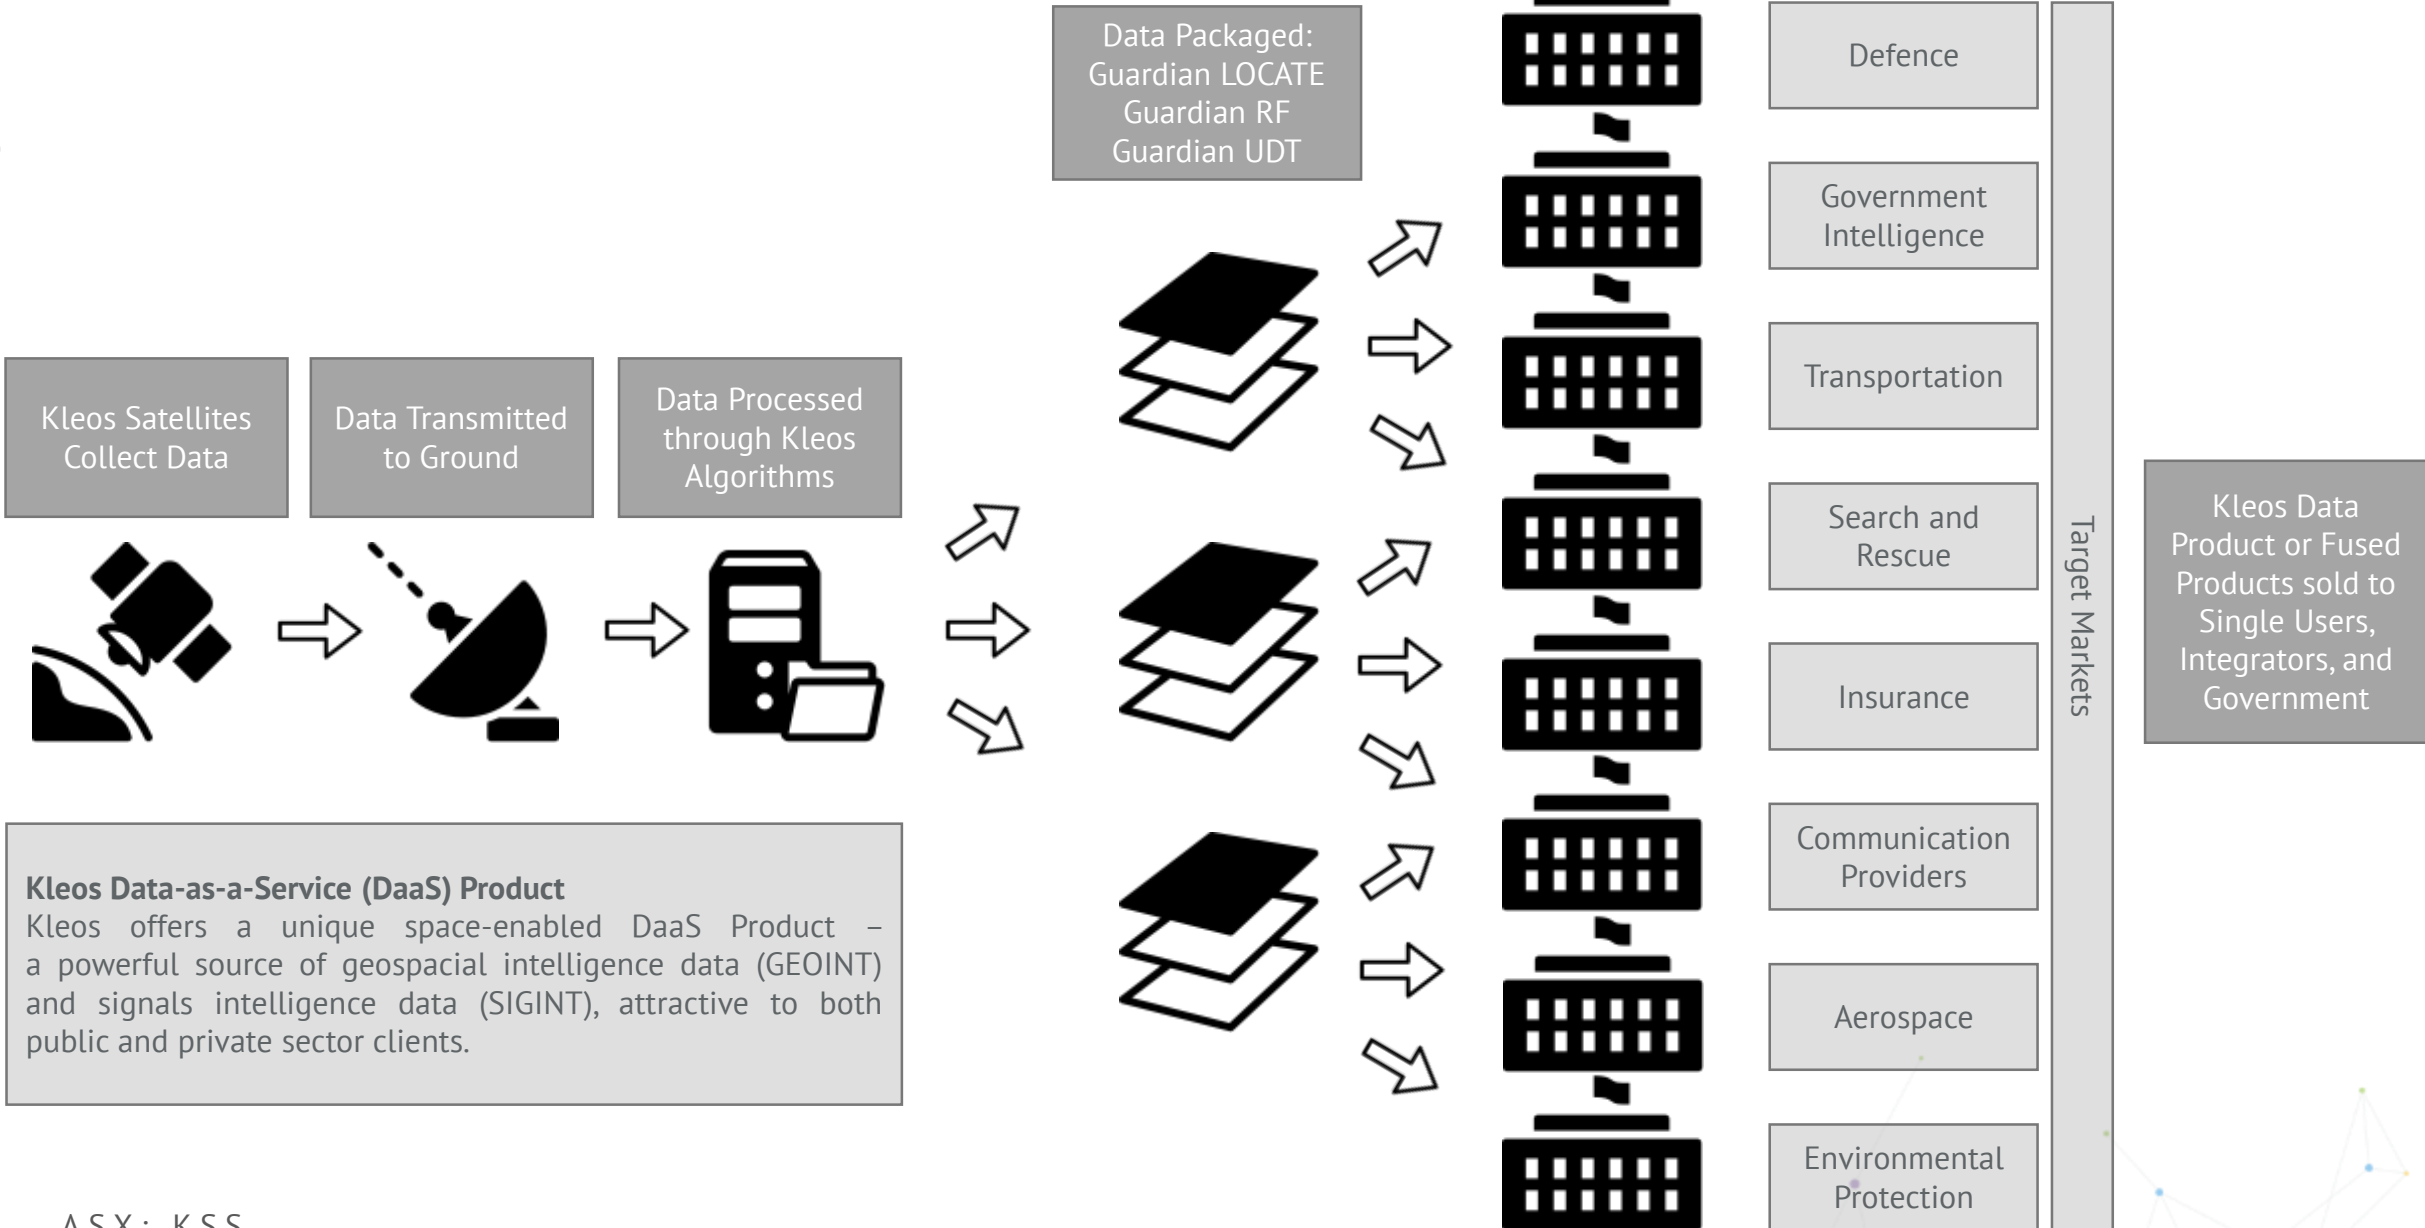 Data Packaged:
Guardian LOCATE
Guardian RF
Guardian UDT
Kleos Satellites
Collect Data
Data Transmitted
to Ground
Data Processed
through Kleos
Algorithms
Defence
Government
Intelligence
Transportation
Search and
Rescue
Insurance
Communication
Providers
Aerospace
Environmental
Protection
Target Markets
Kleos Data
Product or Fused
Products sold to
Single Users,
Integrators, and
Government
Kleos Data-as-a-Service (DaaS) Product
Kleos offers a unique space-enabled DaaS Product –
a powerful source of geospacial intelligence data (GEOINT)
and signals intelligence data (SIGINT), attractive to both
public and private sector clients.
ASX: KSS